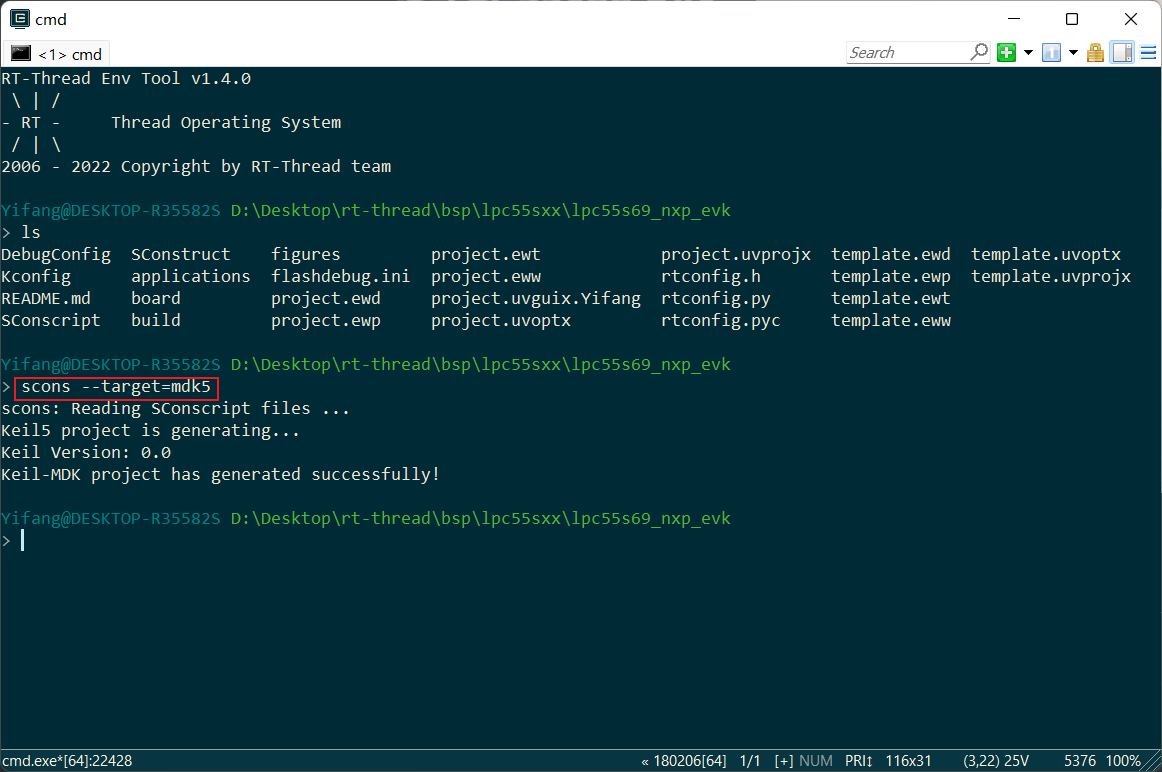 cmd
<1> cmd
Search
RT-Thread Env Tool v1.4.0
 \ | /
- RT -     Thread Operating System
 / | \
2006 - 2022 Copyright by RT-Thread team
Yifang@DESKTOP-R35582S D:\Desktop\rt-thread\bsp\lpc55sxx\lpc55s69_nxp_evk
> ls
DebugConfig  SConstruct    figures         project.ewt            project.uvprojx  template.ewd  template.uvoptx
Kconfig      applications  flashdebug.ini  project.eww            rtconfig.h       template.ewp  template.uvprojx
README.md    board         project.ewd     project.uvguix.Yifang  rtconfig.py      template.ewt
SConscript   build         project.ewp     project.uvoptx         rtconfig.pyc     template.eww
Yifang@DESKTOP-R35582S D:\Desktop\rt-thread\bsp\lpc55sxx\lpc55s69_nxp_evk
> scons --target=mdk5
scons: Reading SConscript files ...
Keil5 project is generating...
Keil Version: 0.0
Keil-MDK project has generated successfully!
Yifang@DESKTOP-R35582S D:\Desktop\rt-thread\bsp\lpc55sxx\lpc55s69_nxp_evk
>
cmd.exe*[64]:22428 « 180206[64] 1/1 [+] NUM PRI↕ 116x31 (3,22) 25V 5376 100%